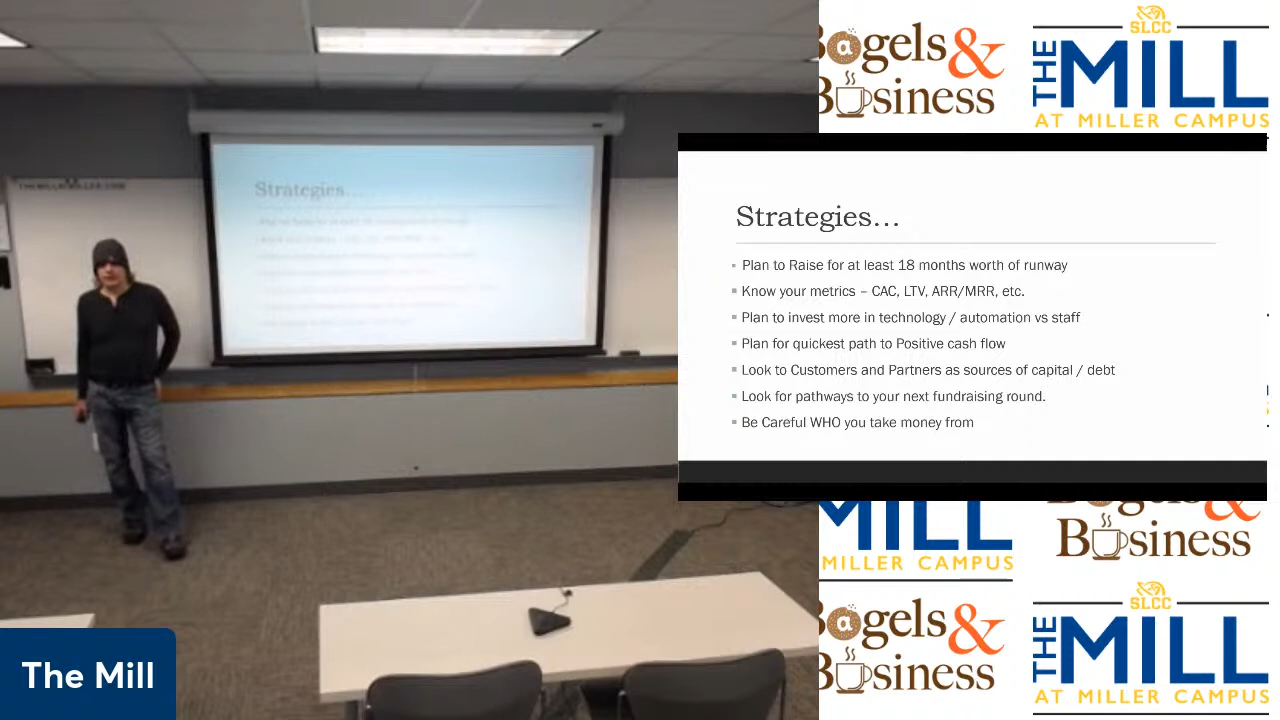 Bagels &
Business
SLCC
THE MILL
AT MILLER CAMPUS
THEMILLATMILLER.COM
Strategies...
Strategies...
▪ Plan to Raise for at least 18 months worth of runway
▪ Know your metrics – CAC, LTV, ARR/MRR, etc.
▪ Plan to invest more in technology / automation vs staff
▪ Plan for quickest path to Positive cash flow
▪ Look to Customers and Partners as sources of capital / debt
▪ Look for pathways to your next fundraising round.
▪ Be Careful WHO you take money from
MILL
MILLER CAMPUS
Bagels &
Business
Bagels &
Business
SLCC
THE MILL
AT MILLER CAMPUS
The Mill